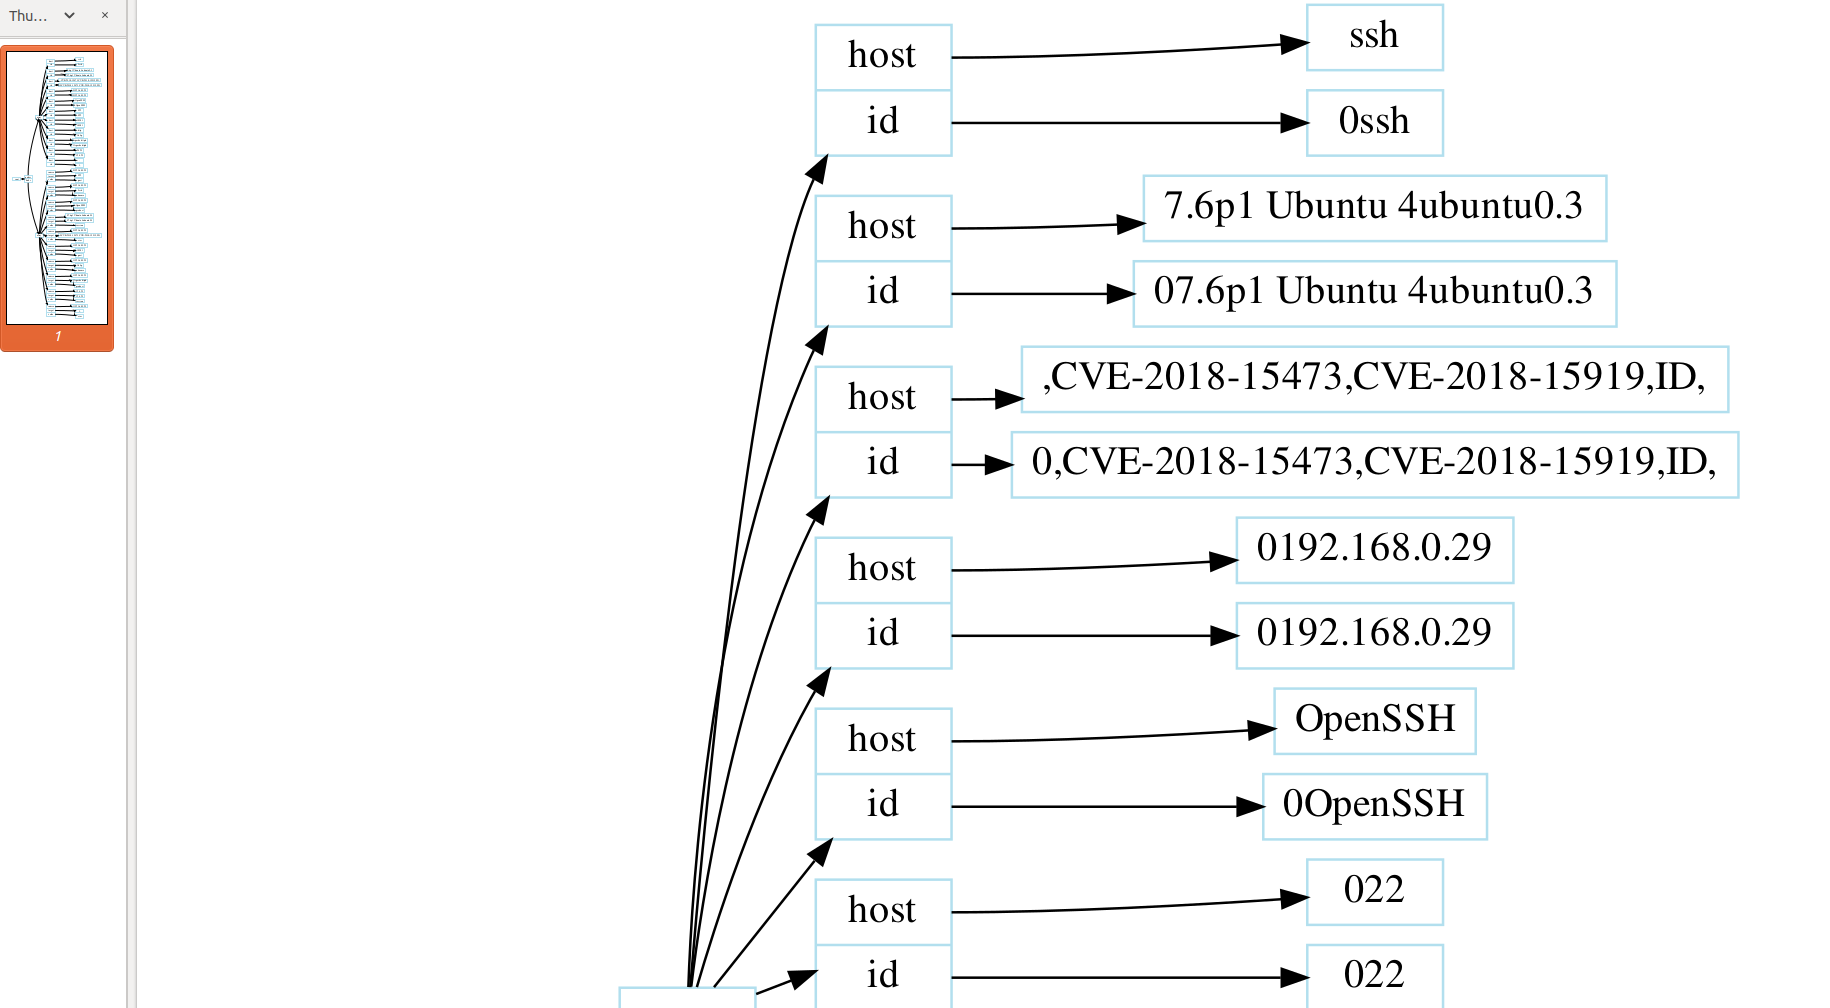 Thu...
×
1
host
ssh
id
0ssh
host
7.6p1 Ubuntu 4ubuntu0.3
id
07.6p1 Ubuntu 4ubuntu0.3
host
,CVE-2018-15473,CVE-2018-15919,ID,
id
0,CVE-2018-15473,CVE-2018-15919,ID,
host
0192.168.0.29
id
0192.168.0.29
host
OpenSSH
id
0OpenSSH
host
022
id
022